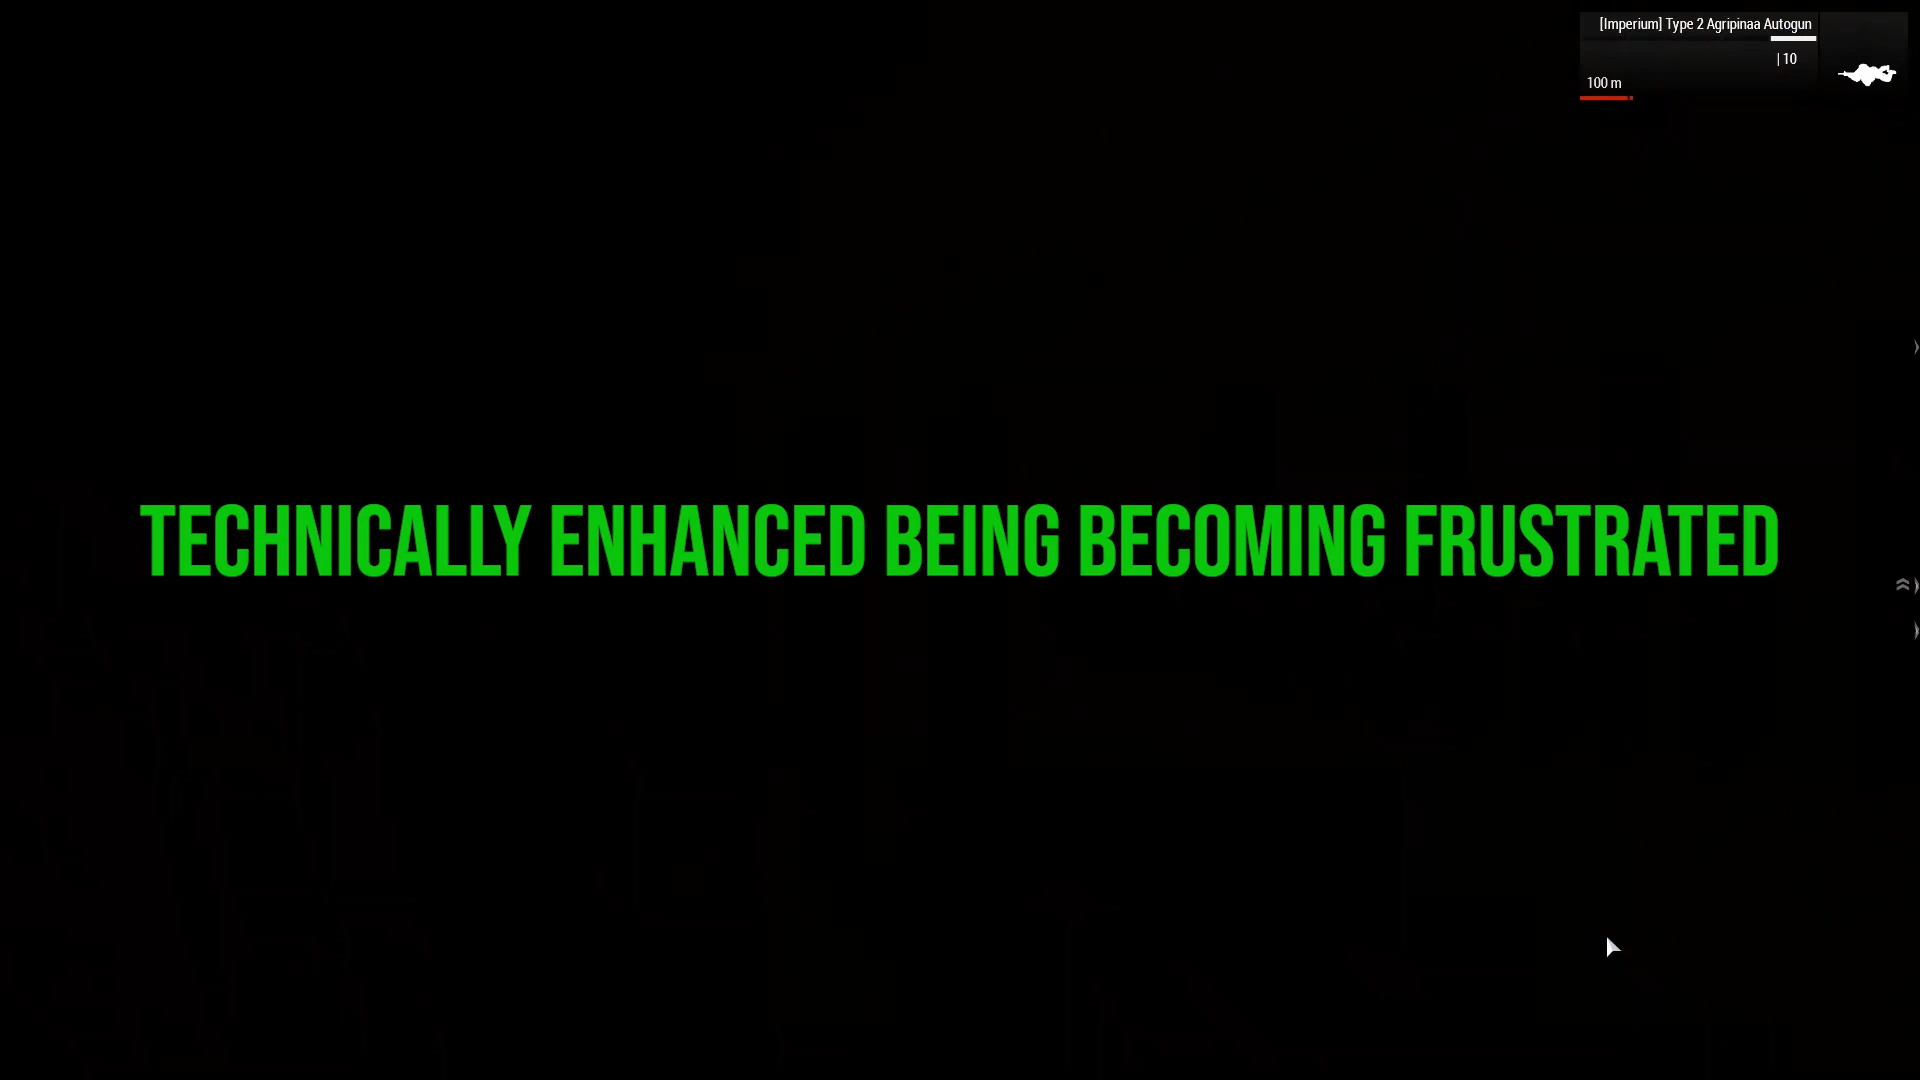 [Imperium] Type 2 Agripinaa Autogun
| 10
100 m
TECHNICALLY ENHANCED BEING BECOMING FRUSTRATED